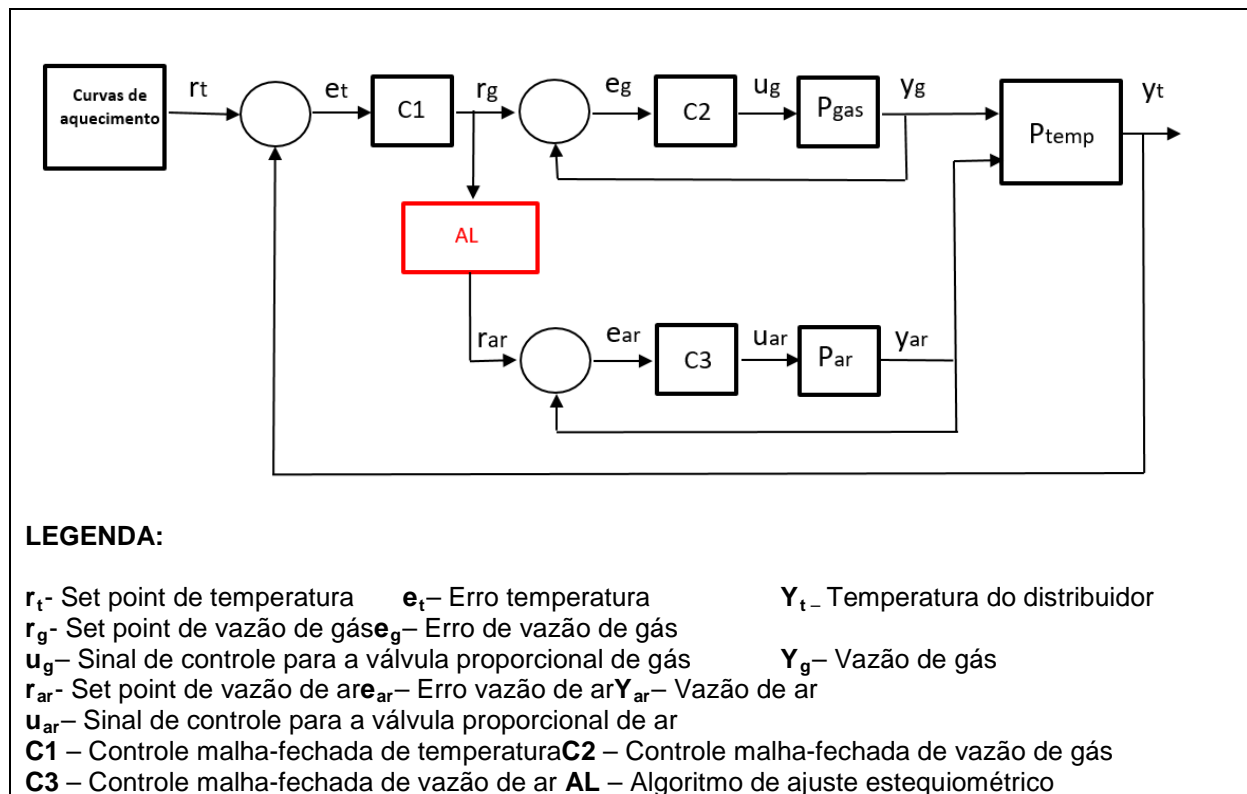 Curvas de
aquecimento
rt
et
C1
rg
eg
C2
ug
Pgas
yg
Ptemp
yt
AL
rar
ear
C3
uar
Par
yar
LEGENDA:
rt- Set point de temperatura et– Erro temperatura Yt – Temperatura do distribuidor
rg- Set point de vazão de gáseg– Erro de vazão de gás
ug– Sinal de controle para a válvula proporcional de gás Yg– Vazão de gás
rar- Set point de vazão de arear– Erro vazão de arYar– Vazão de ar
uar– Sinal de controle para a válvula proporcional de ar
C1 – Controle malha-fechada de temperaturaC2 – Controle malha-fechada de vazão de gás
C3 – Controle malha-fechada de vazão de ar AL – Algoritmo de ajuste estequiométrico